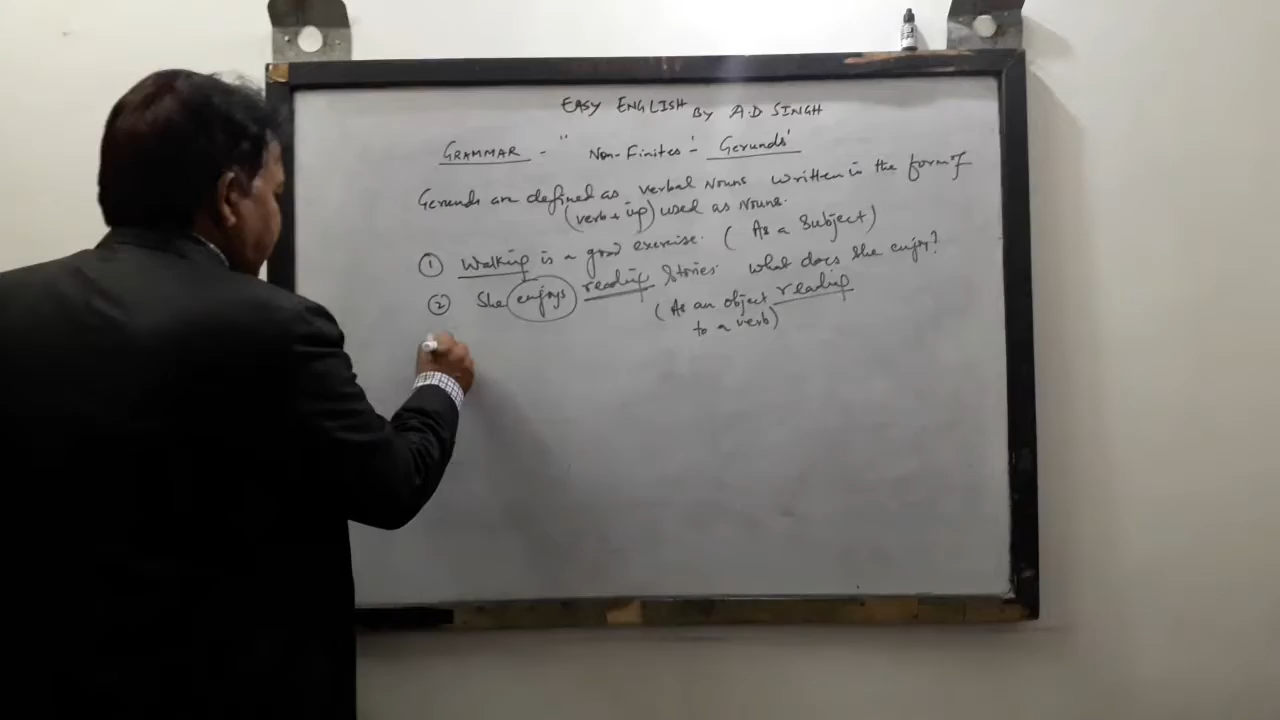 EASY ENGLISH BY A.D SINGH
GRAMMAR - " Non-Finites - 'Gerunds'
Gerunds are defined as verbal Nouns written in the form of
(verb + ing) used as Nouns.
① Walking is a good exercise. (As a Subject)
② She enjoys reading Stories. What does she enjoy?
(As an object reading
to a verb)